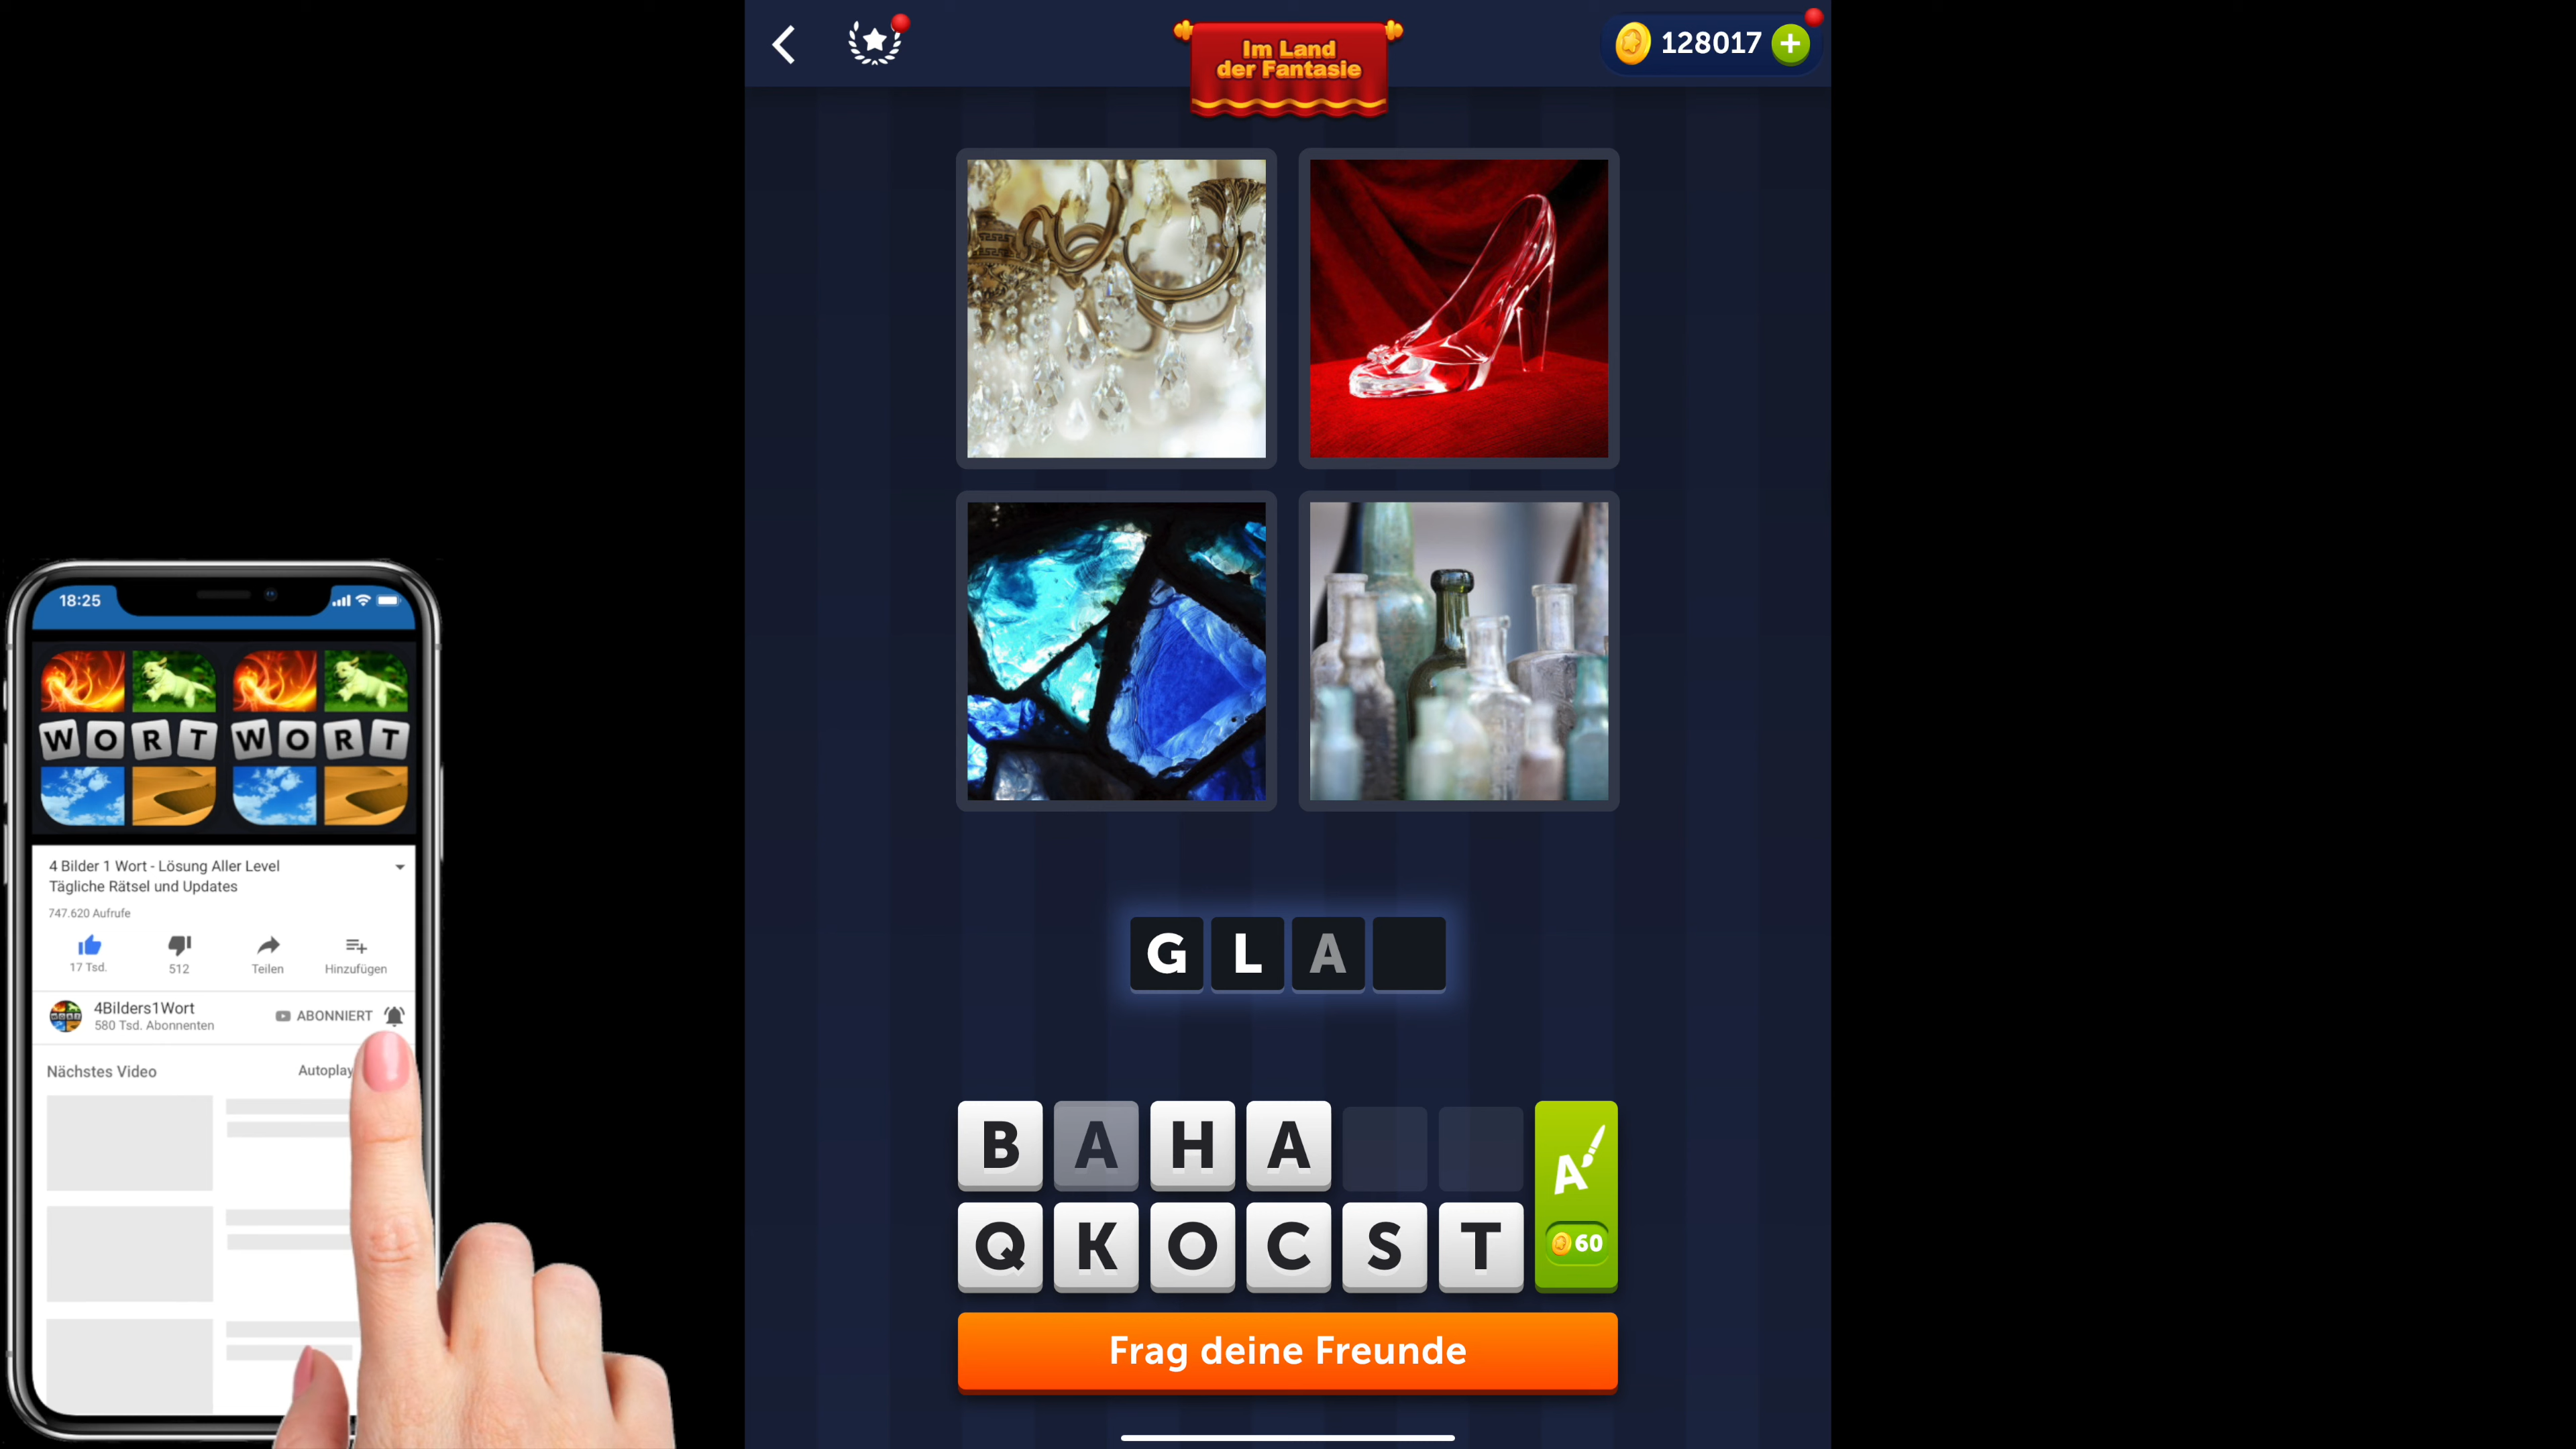 18:25
W O R T W O R T
4 Bilder 1 Wort - Lösung Aller Level
Tägliche Rätsel und Updates
747.620 Aufrufe
17 Tsd.
512
Teilen
Hinzufügen
4Bilders1Wort
580 Tsd. Abonnenten
ABONNIERT
Nächstes Video
Autoplay
Im Land
der Fantasie
128017
G L A
B A H A
Q K O C S T
A
60
Frag deine Freunde